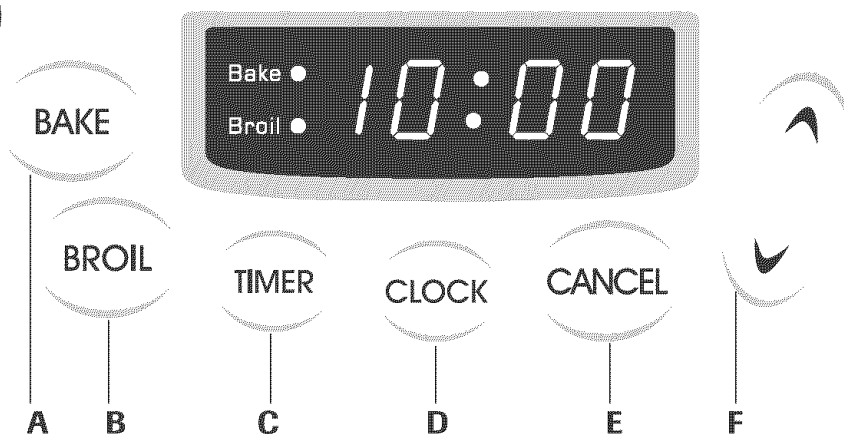 Bake
10:00
Broil
BAKE
BROIL
TIMER
CLOCK
CANCEL
A B C D E F